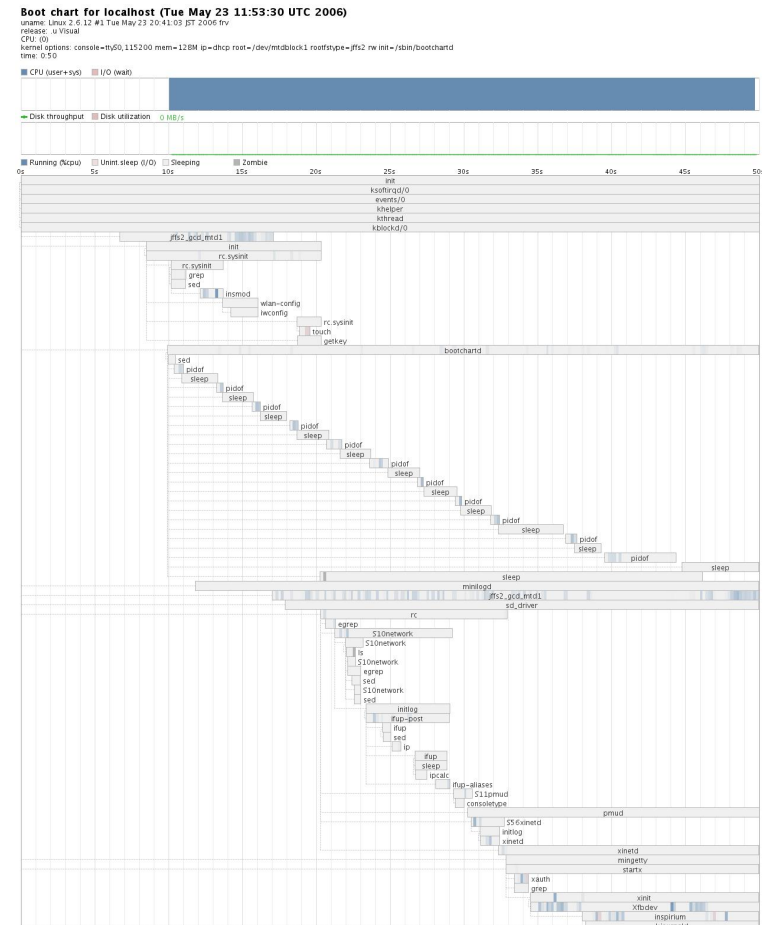 Boot chart for localhost (Tue May 23 11:53:30 UTC 2006)
uname: Linux 2.6.12 #1 Tue May 23 20:41:03 JST 2006 frv
release: .u Visual
CPU: (0)
kernel options: console=ttyS0,115200 mem=128M ip=dhcp root=/dev/mtdblock1 rootfstype=jffs2 rw init=/sbin/bootchartd
time: 0:50
CPU (user+sys) I/O (wait)
Disk throughput Disk utilization 0 MB/s
Running (%cpu) Unint.sleep (I/O) Sleeping Zombie
0s 5s 10s 15s 20s 25s 30s 35s 40s 45s 50s
init
ksoftirqd/0
events/0
khelper
kthread
kblockd/0
jffs2_gcd_mtd1
init
rc.sysinit
rc.sysinit
grep
sed
insmod
wlan-config
iwconfig
rc.sysinit
touch
getkey
bootchartd
sed
pidof
sleep
pidof
sleep
pidof
sleep
pidof
sleep
pidof
sleep
pidof
sleep
pidof
sleep
pidof
sleep
pidof
sleep
pidof
sleep
pidof
sleep
sleep
minilogd
jffs2_gcd_mtd1
sd_driver
rc
egrep
S10network
S10network
ls
S10network
egrep
sed
S10network
sed
initlog
ifup-post
ifup
sed
ip
ifup
sleep
ipcalc
ifup-aliases
S11pmud
consoletype
pmud
S56xinetd
initlog
xinetd
xinetd
mingetty
startx
xauth
grep
xinit
Xfbdev
inspirium